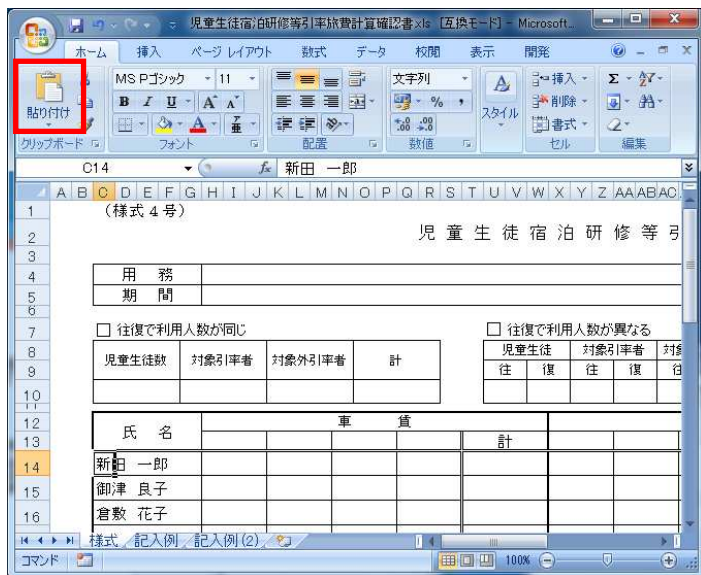 児童生徒宿泊研修等引率旅費計算確認書.xls [互換モード] - Microsoft...
ホーム 挿入 ページ レイアウト 数式 データ 校閲 表示 開発
貼り付け
MS Pゴシック 11
文字列
スタイル
挿入
削除
書式
クリップボード フォント 配置 数値 セル 編集
C14 fx 新田 一郎
A B C D E F G H I J K L M N O P Q R S T U V W X Y Z AA AB AC
1 (様式４号)
2 児童生徒宿泊研修等引
3
4 用 務
5 期 間
6
7 □ 往復で利用人数が同じ □ 往復で利用人数が異なる
8 児童生徒数 対象引率者 対象外引率者 計 児童生徒 対象引率者 対象
9 往 復 往 復 往
10
11
12 氏 名 車 賃
13 計
14 新田 一郎
15 御津 良子
16 倉敷 花子
様式 記入例 記入例(2)
コマンド 100%